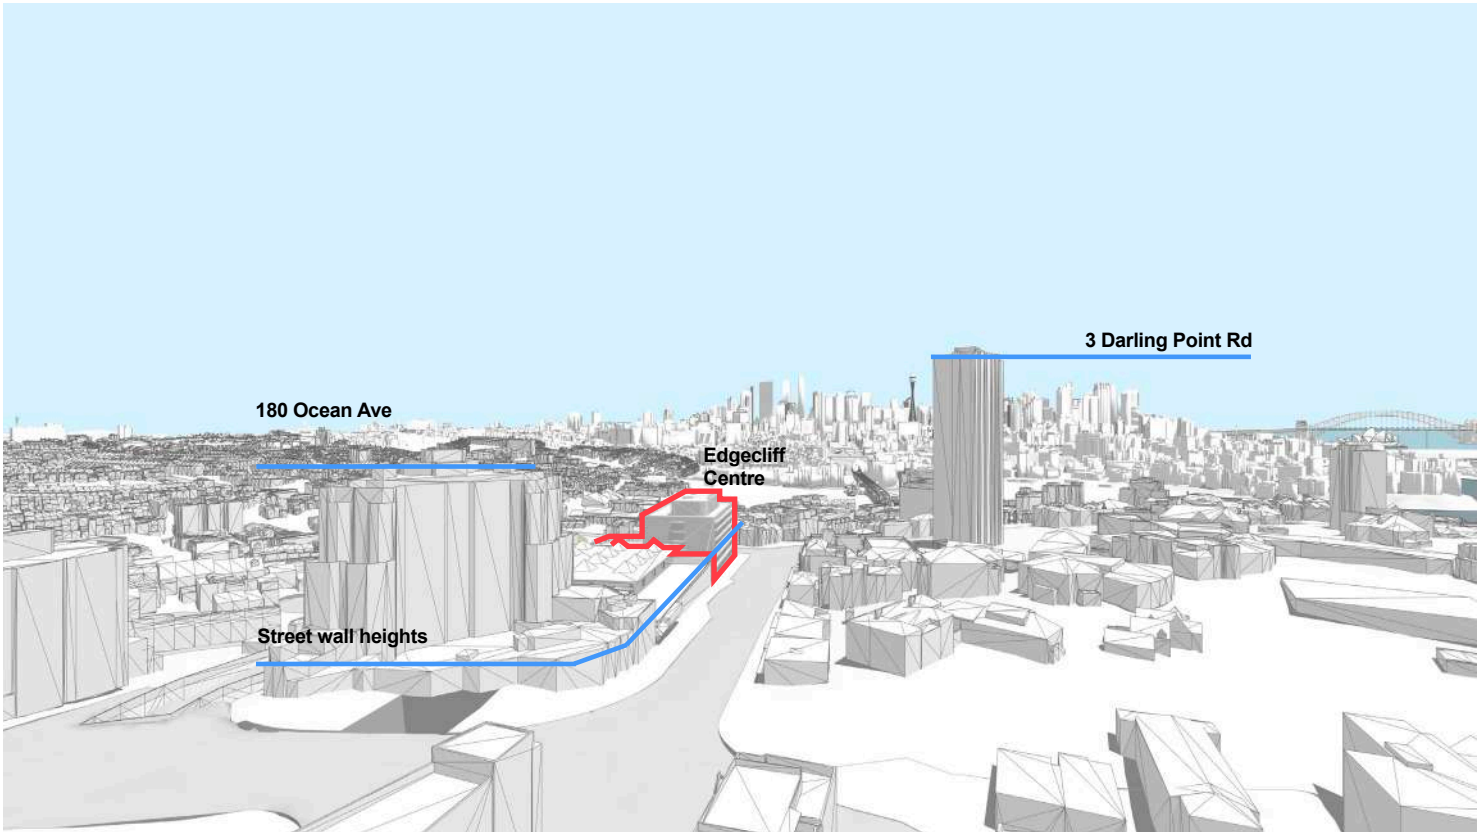 3 Darling Point Rd
180 Ocean Ave
Edgecliff
Centre
Street wall heights